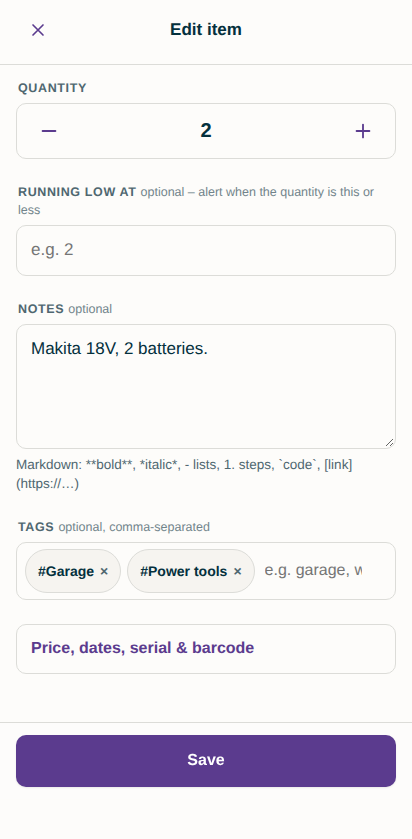 Edit item
QUANTITY
2
RUNNING LOW AT optional – alert when the quantity is this or
less
e.g. 2
NOTES optional
Makita 18V, 2 batteries.
Markdown: **bold**, *italic*, - lists, 1. steps, `code`, [link]
(https://…)
TAGS optional, comma-separated
#Garage × #Power tools × e.g. garage,
Price, dates, serial & barcode
Save